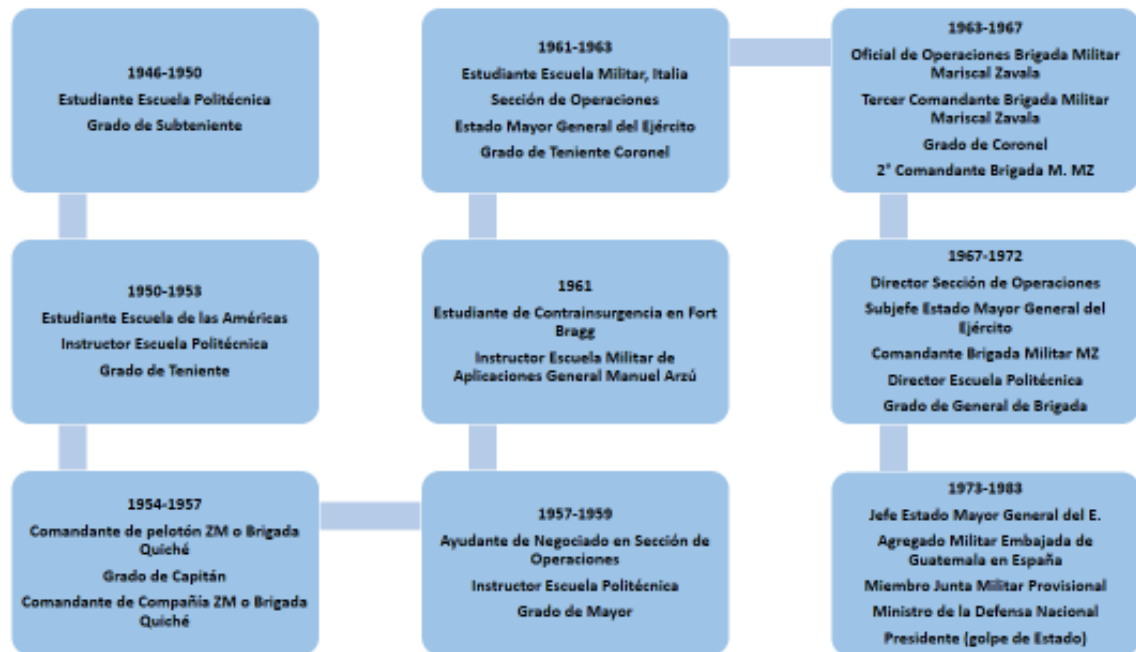 1946-1950
Estudiante Escuela Politécnica
Grado de Subteniente
1950-1953
Estudiante Escuela de las Américas
Instructor Escuela Politécnica
Grado de Teniente
1954-1957
Comandante de pelotón ZM o Brigada
Quiché
Grado de Capitán
Comandante de Compañía ZM o Brigada
Quiché
1957-1959
Ayudante de Negociado en Sección de
Operaciones
Instructor Escuela Politécnica
Grado de Mayor
1961
Estudiante de Contrainsurgencia en Fort
Bragg
Instructor Escuela Militar de
Aplicaciones General Manuel Arzú
1961-1963
Estudiante Escuela Militar, Italia
Sección de Operaciones
Estado Mayor General del Ejército
Grado de Teniente Coronel
1963-1967
Oficial de Operaciones Brigada Militar
Mariscal Zavala
Tercer Comandante Brigada Militar
Mariscal Zavala
Grado de Coronel
2° Comandante Brigada M. MZ
1967-1972
Director Sección de Operaciones
Subjefe Estado Mayor General del
Ejército
Comandante Brigada Militar MZ
Director Escuela Politécnica
Grado de General de Brigada
1973-1983
Jefe Estado Mayor General del E.
Agregado Militar Embajada de
Guatemala en España
Miembro Junta Militar Provisional
Ministro de la Defensa Nacional
Presidente (golpe de Estado)